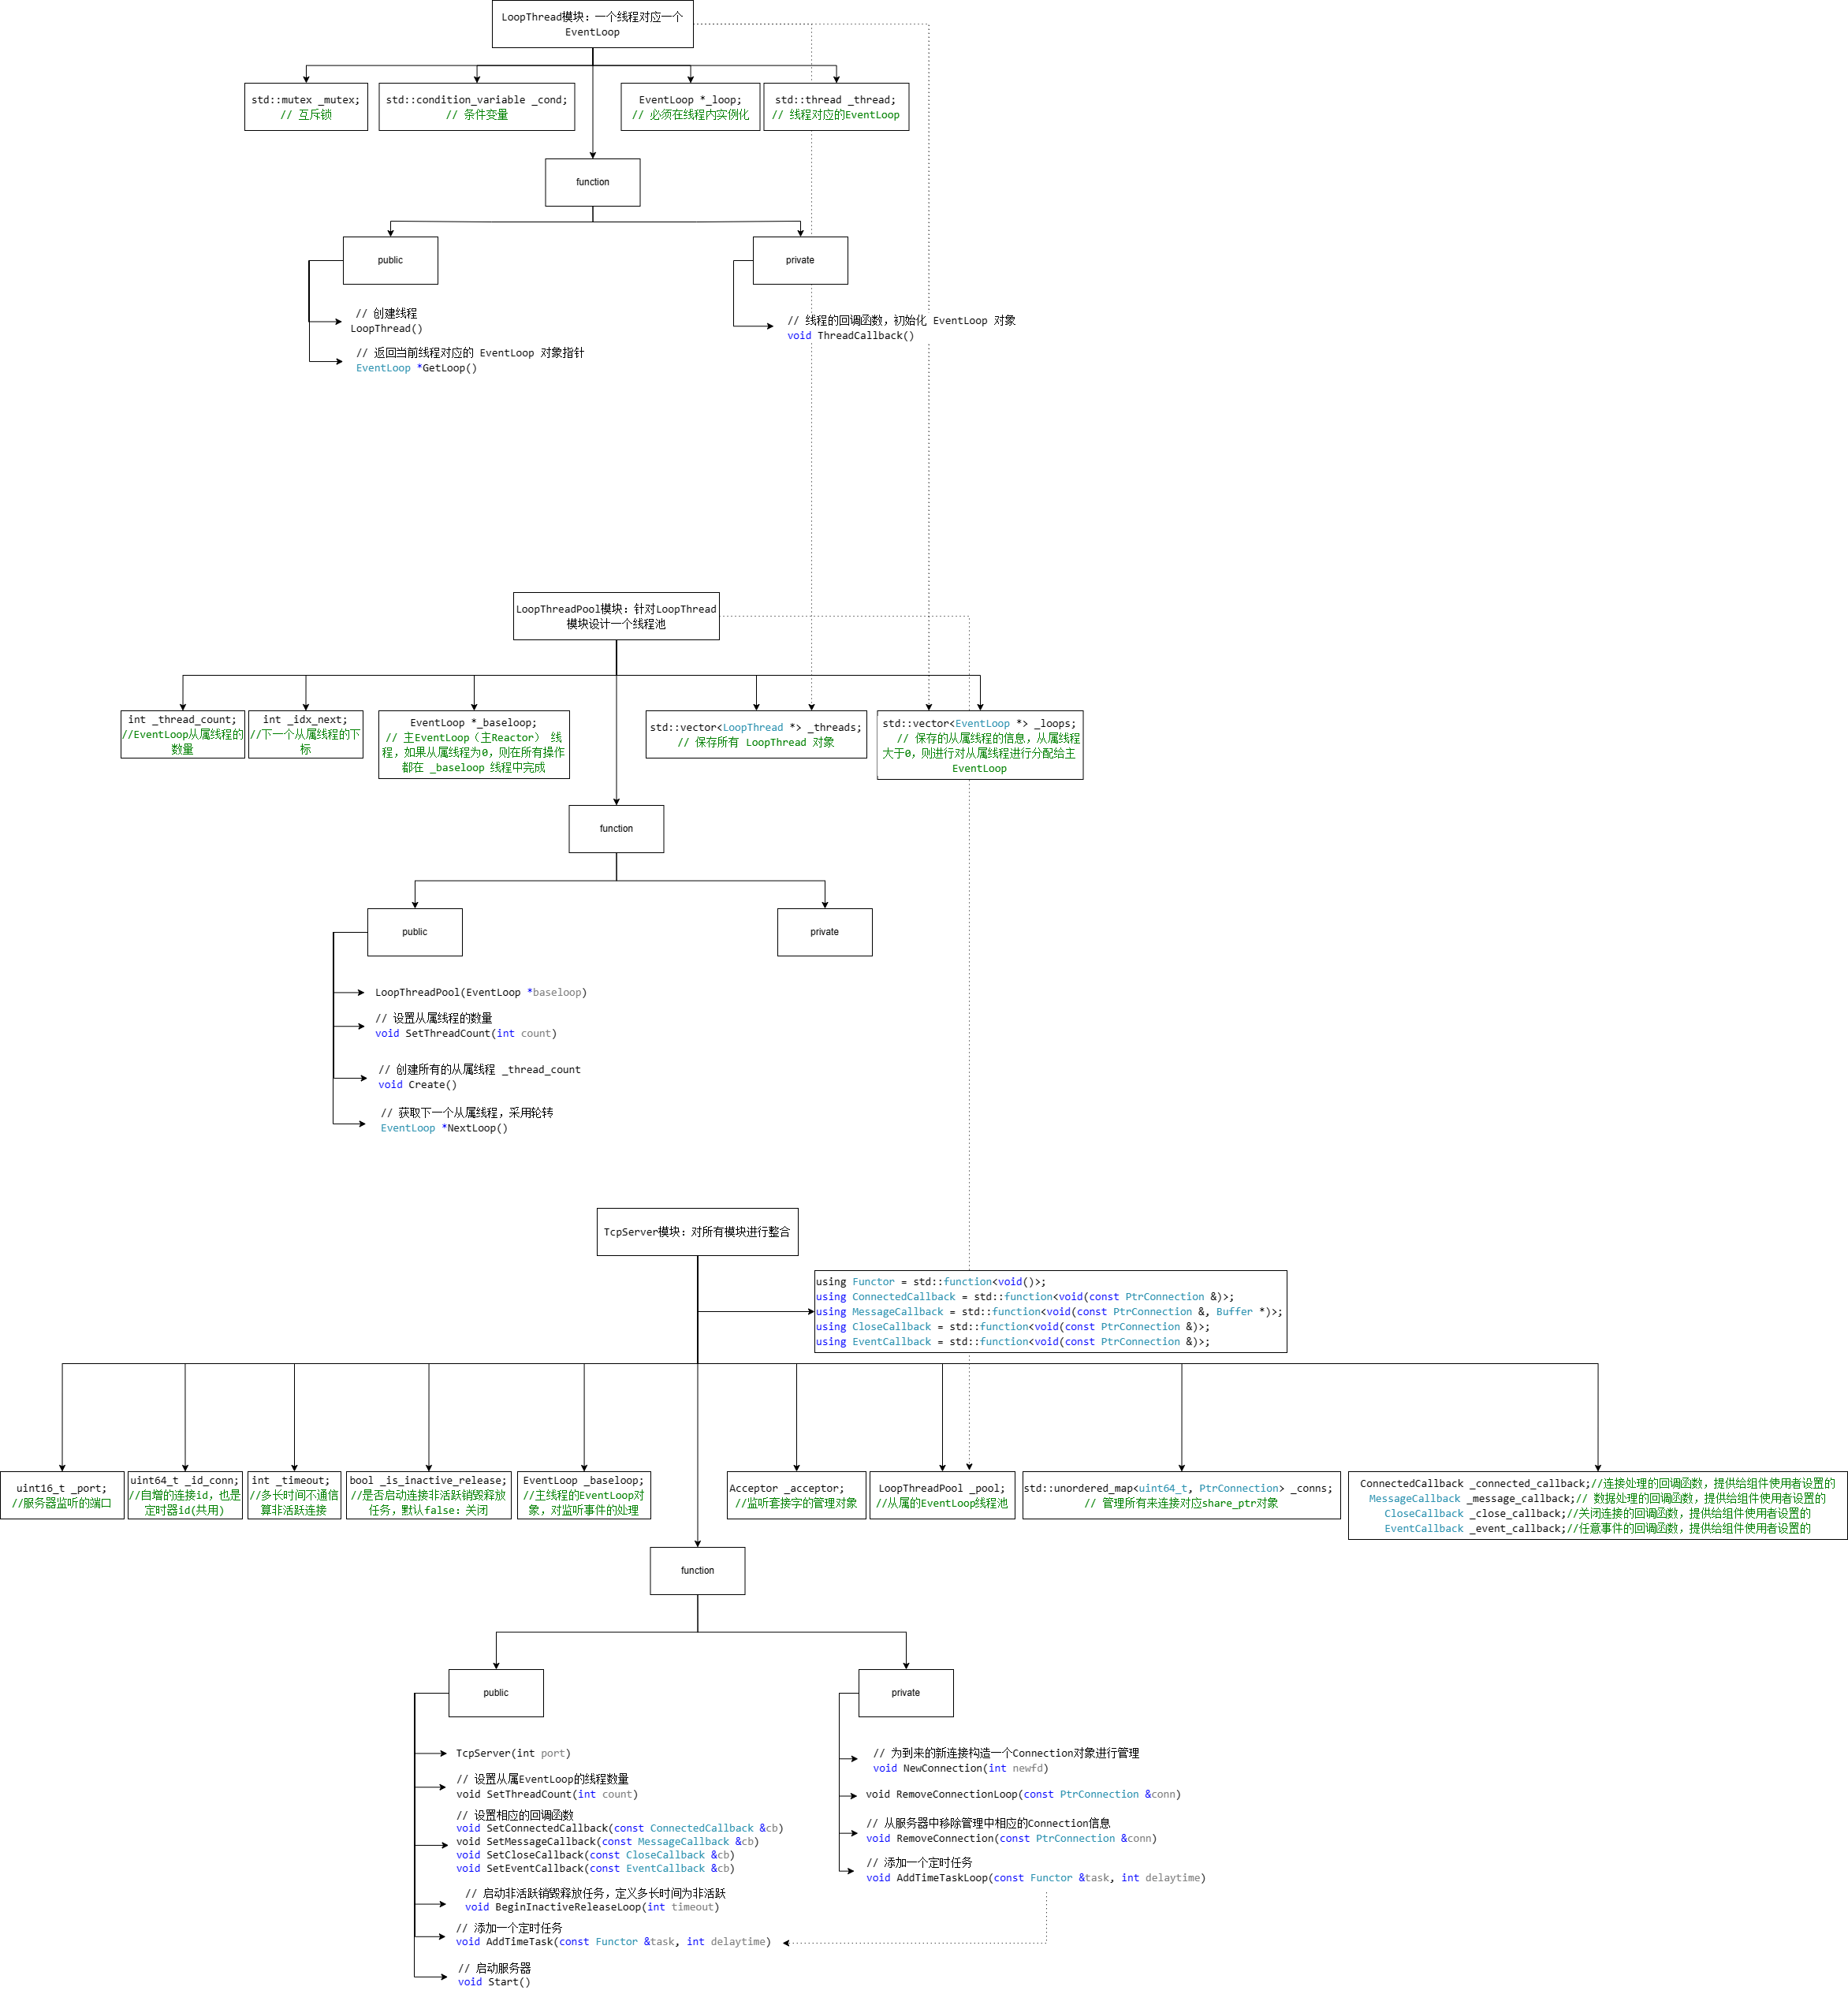 LoopThread模块：一个线程对应一个
EventLoop
std::mutex _mutex;
// 互斥锁
std::condition_variable _cond;
// 条件变量
EventLoop *_loop;
// 必须在线程内实例化
std::thread _thread;
// 线程对应的EventLoop
function
public
private
// 创建线程
LoopThread()
// 返回当前线程对应的 EventLoop 对象指针
EventLoop *GetLoop()
// 线程的回调函数，初始化 EventLoop 对象
void ThreadCallback()
LoopThreadPool模块：针对LoopThread
模块设计一个线程池
int _thread_count;
//EventLoop从属线程的
数量
int _idx_next;
//下一个从属线程的下
标
EventLoop *_baseloop;
// 主EventLoop（主Reactor） 线
程，如果从属线程为0，则在所有操作
都在 _baseloop 线程中完成
std::vector<LoopThread *> _threads;
// 保存所有 LoopThread 对象
std::vector<EventLoop *> _loops;
// 保存的从属线程的信息，从属线程
大于0，则进行对从属线程进行分配给主
EventLoop
function
public
private
LoopThreadPool(EventLoop *baseloop)
// 设置从属线程的数量
void SetThreadCount(int count)
// 创建所有的从属线程 _thread_count
void Create()
// 获取下一个从属线程，采用轮转
EventLoop *NextLoop()
TcpServer模块：对所有模块进行整合
using Functor = std::function<void()>;
using ConnectedCallback = std::function<void(const PtrConnection &)>;
using MessageCallback = std::function<void(const PtrConnection &, Buffer *)>;
using CloseCallback = std::function<void(const PtrConnection &)>;
using EventCallback = std::function<void(const PtrConnection &)>;
uint16_t _port;
//服务器监听的端口
uint64_t _id_conn;
//自增的连接id，也是
定时器id(共用)
int _timeout;
//多长时间不通信
算非活跃连接
bool _is_inactive_release;
//是否启动连接非活跃销毁释放
任务，默认false：关闭
EventLoop _baseloop;
//主线程的EventLoop对
象，对监听事件的处理
Acceptor _acceptor;
//监听套接字的管理对象
LoopThreadPool _pool;
//从属的EventLoop线程池
std::unordered_map<uint64_t, PtrConnection> _conns;
// 管理所有来连接对应share_ptr对象
ConnectedCallback _connected_callback;//连接处理的回调函数，提供给组件使用者设置的
MessageCallback _message_callback;// 数据处理的回调函数，提供给组件使用者设置的
CloseCallback _close_callback;//关闭连接的回调函数，提供给组件使用者设置的
EventCallback _event_callback;//任意事件的回调函数，提供给组件使用者设置的
function
public
private
TcpServer(int port)
// 设置从属EventLoop的线程数量
void SetThreadCount(int count)
// 设置相应的回调函数
void SetConnectedCallback(const ConnectedCallback &cb)
void SetMessageCallback(const MessageCallback &cb)
void SetCloseCallback(const CloseCallback &cb)
void SetEventCallback(const EventCallback &cb)
// 启动非活跃销毁释放任务，定义多长时间为非活跃
void BeginInactiveReleaseLoop(int timeout)
// 添加一个定时任务
void AddTimeTask(const Functor &task, int delaytime)
// 启动服务器
void Start()
// 为到来的新连接构造一个Connection对象进行管理
void NewConnection(int newfd)
void RemoveConnectionLoop(const PtrConnection &conn)
// 从服务器中移除管理中相应的Connection信息
void RemoveConnection(const PtrConnection &conn)
// 添加一个定时任务
void AddTimeTaskLoop(const Functor &task, int delaytime)